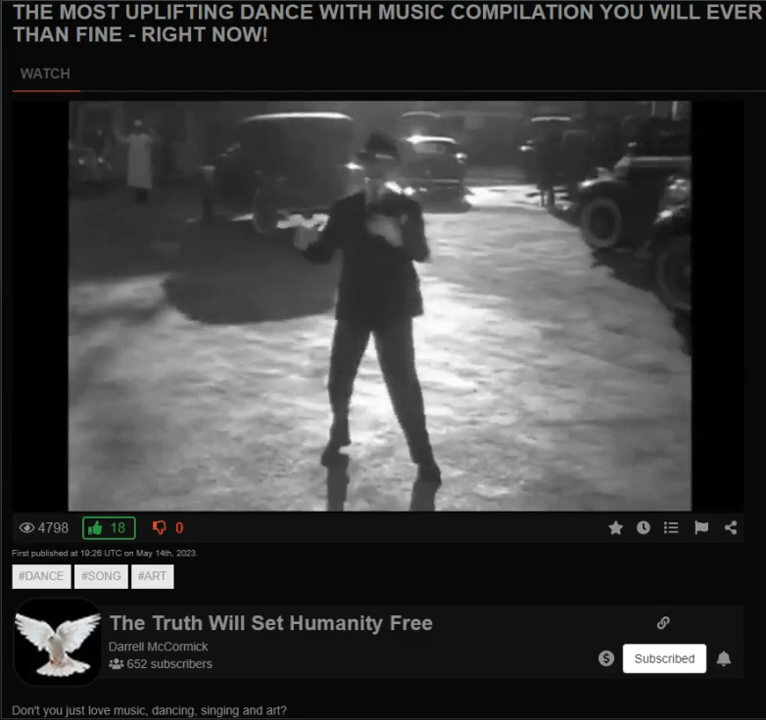 THE MOST UPLIFTING DANCE WITH MUSIC COMPILATION YOU WILL EVER
THAN FINE - RIGHT NOW!
WATCH
4798 18 0
First published at 19:26 UTC on May 14th, 2023.
#DANCE #SONG #ART
The Truth Will Set Humanity Free
Darrell McCormick
652 subscribers
Subscribed
Don't you just love music, dancing, singing and art?